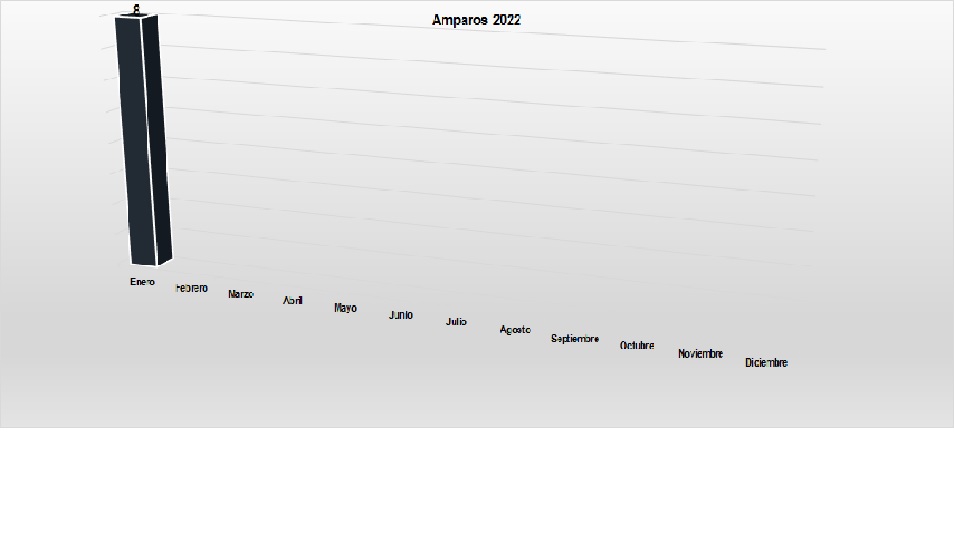 Amparos 2022
8
Enero
Febrero
Marzo
Abril
Mayo
Junio
Julio
Agosto
Septiembre
Octubre
Noviembre
Diciembre